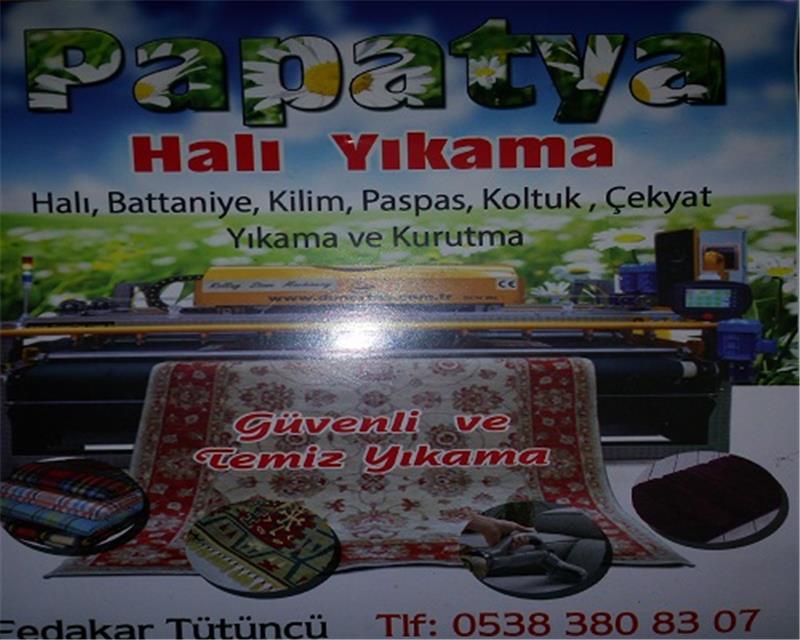 Papatya
Halı Yıkama
Halı, Battaniye, Kilim, Paspas, Koltuk , Çekyat
Yıkama ve Kurutma
CE
Güvenli ve
Temiz Yıkama
Fedakar Tütüncü Tlf: 0538 380 83 07